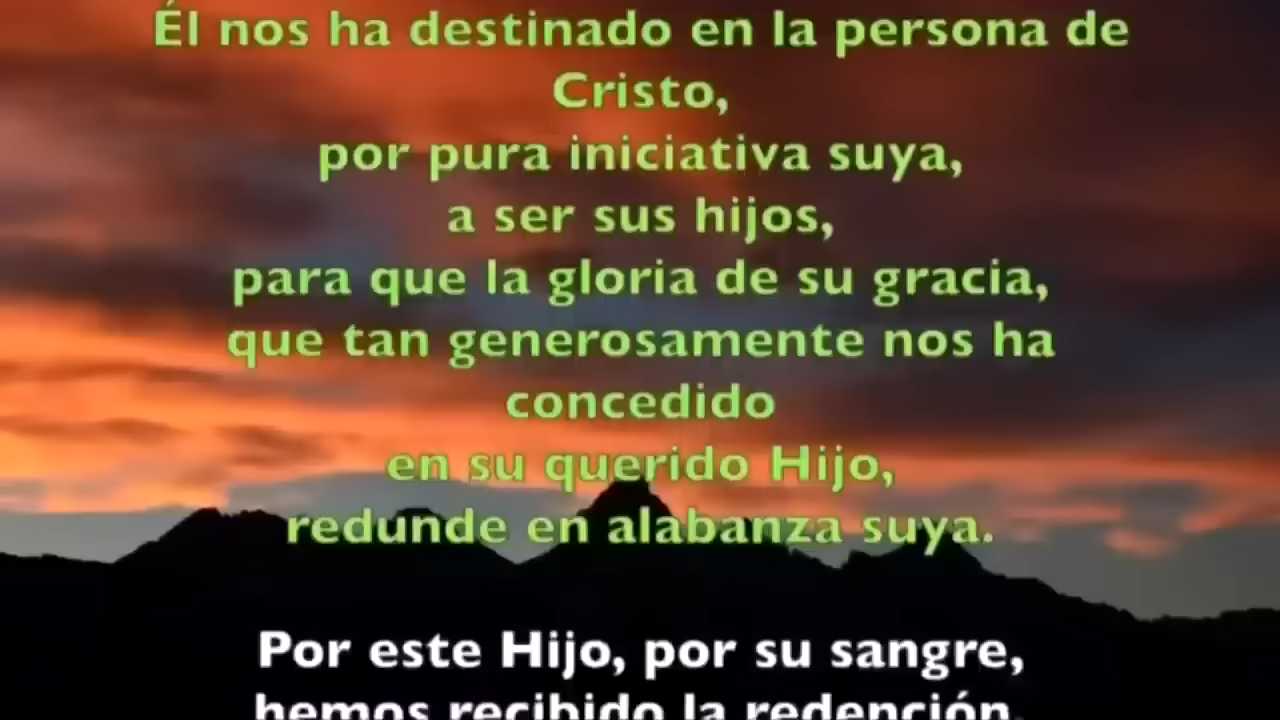 Él nos ha destinado en la persona de
Cristo,
por pura iniciativa suya,
a ser sus hijos,
para que la gloria de su gracia,
que tan generosamente nos ha
concedido
en su querido Hijo,
redunde en alabanza suya.
Por este Hijo, por su sangre,
hemos recibido la redención,